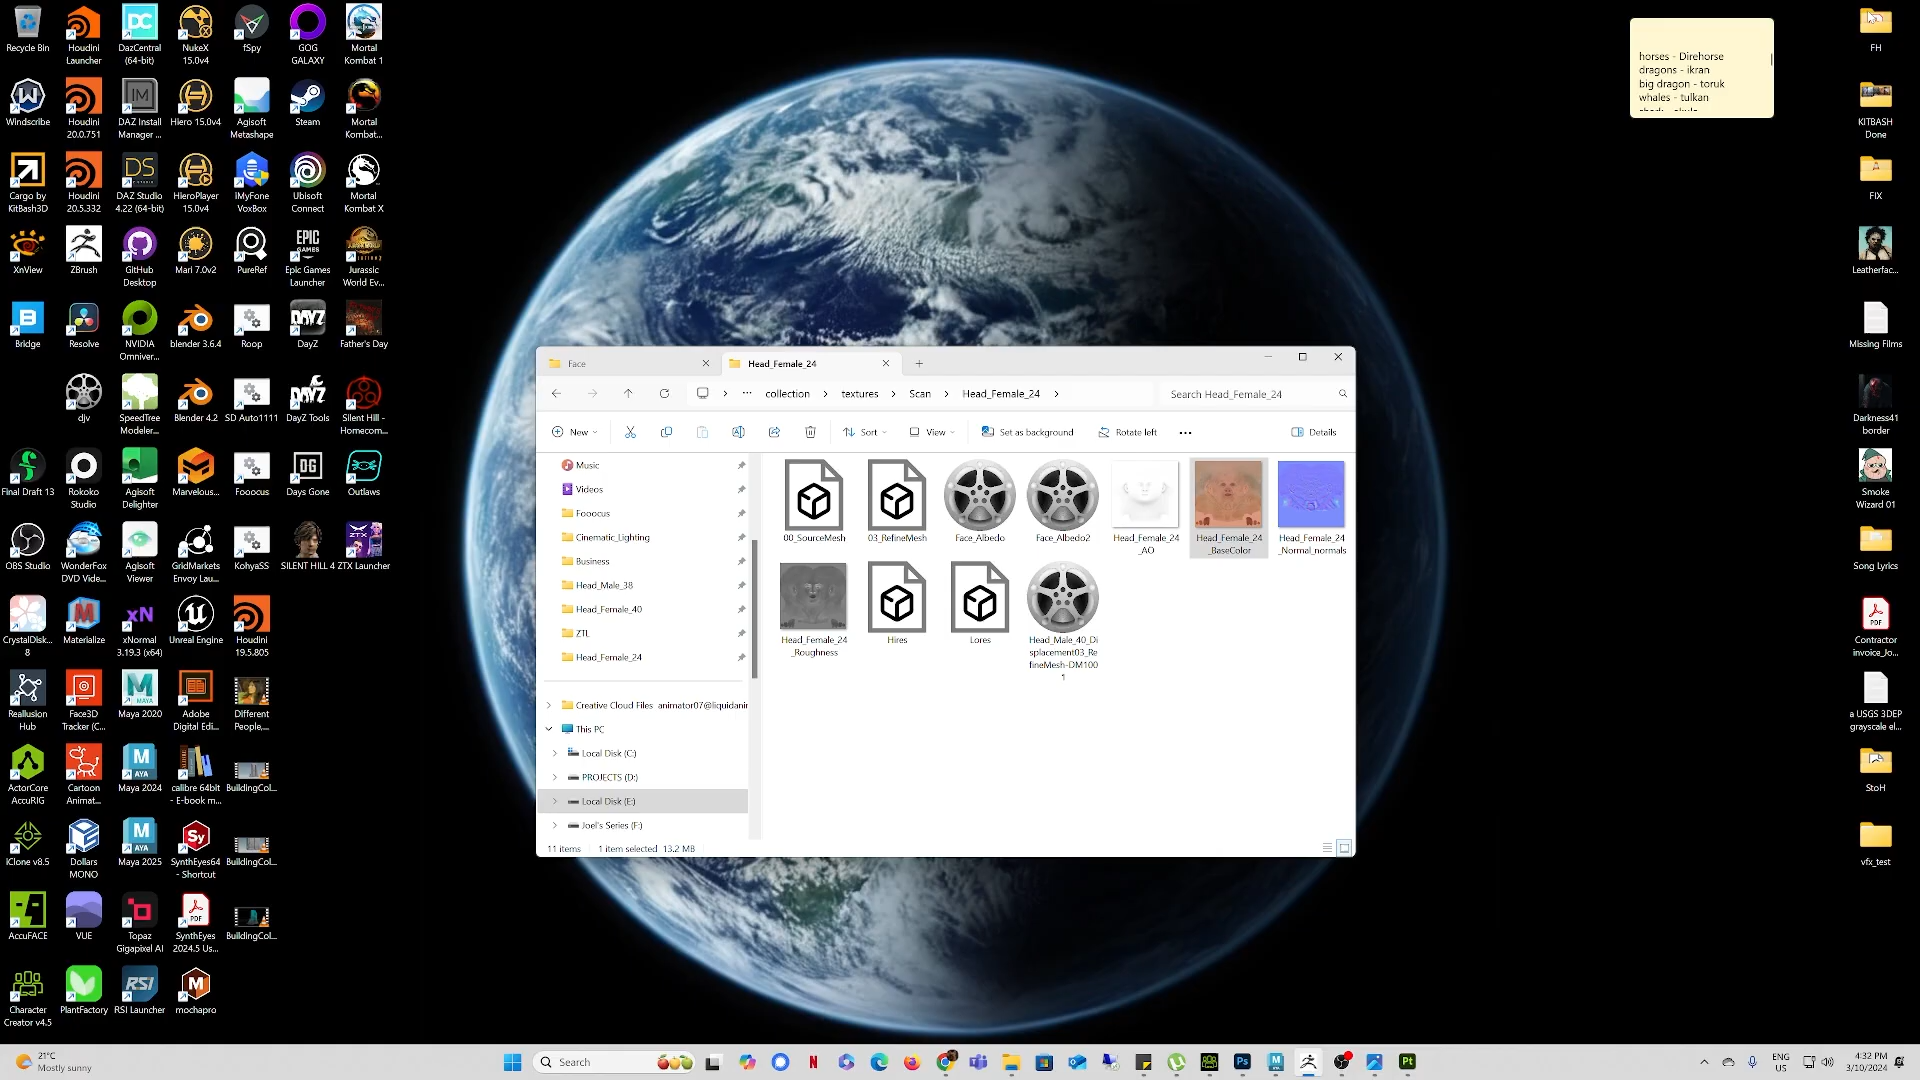 Recycle Bin
Houdini
Launcher
DazCentral
(64-bit)
NukeX
15.0v4
fSpy
GOG
GALAXY
Mortal
Kombat 1
Windscribe
Houdini
20.0.751
DAZ Install
Manager ...
Hiero 15.0v4
Agisoft
Metashape
Steam
Mortal
Kombat...
Cargo by
KitBash3D
Houdini
20.5.332
DAZ Studio
4.22 (64-bit)
HieroPlayer
15.0v4
iMyFone
VoxBox
Ubisoft
Connect
Mortal
Kombat X
XnView
ZBrush
GitHub
Desktop
Mari 7.0v2
PureRef
Epic Games
Launcher
Jurassic
World Ev...
Bridge
Resolve
NVIDIA
Omniver...
blender 3.6.4
Roop
DayZ
Father's Day
djv
SpeedTree
Modeler...
Blender 4.2
SD Auto1111
DayZ Tools
Silent Hill -
Homecom...
Final Draft 13
Rokoko
Studio
Agisoft
Delighter
Marvelous...
Fooocus
Days Gone
Outlaws
OBS Studio
WonderFox
DVD Vide...
Agisoft
Viewer
GridMarkets
Envoy Lau...
KohyaSS
SILENT HILL 4
ZTX Launcher
CrystalDisk...
8
Materialize
xNormal
3.19.3 (x64)
Unreal Engine
Houdini
19.5.805
Reallusion
Hub
Face3D
Tracker (C...
Maya 2020
Adobe
Digital Edi...
Different
People,...
ActorCore
AccuRIG
Cartoon
Animat...
Maya 2024
calibre 64bit
- E-book m...
BuildingCol...
iClone v8.5
Dollars
MONO
Maya 2025
SynthEyes64
- Shortcut
BuildingCol...
AccuFACE
VUE
Topaz
Gigapixel AI
SynthEyes
2024.5 Us...
BuildingCol...
Character
Creator v4.5
PlantFactory
RSI Launcher
mochapro
horses - Direhorse
dragons - ikran
big dragon - toruk
whales - tulkan
FH
KITBASH
Done
FIX
Leatherfac...
Missing Films
Darkness41
border
Smoke
Wizard 01
Song Lyrics
Contractor
invoice_Jo...
a USGS 3DEP
grayscale el...
StoH
vfx_test
Face
Head_Female_24
collection
textures
Scan
Head_Female_24
Search Head_Female_24
New
Sort
View
Set as background
Rotate left
Details
Music
Videos
Fooocus
Cinematic_Lighting
Business
Head_Male_38
Head_Female_40
ZTL
Head_Female_24
Creative Cloud Files animator07@liquidanir
This PC
Local Disk (C:)
PROJECTS (D:)
Local Disk (E:)
Joel's Series (F:)
00_SourceMesh
03_RefineMesh
Face_Albedo
Face_Albedo2
Head_Female_24
_AO
Head_Female_24
_BaseColor
Head_Female_24
_Normal_normals
Head_Female_24
_Roughness
Hires
Lores
Head_Male_40_Di
splacement03_Re
fineMesh-DM100
1
11 items
1 item selected 13.2 MB
21°C
Mostly sunny
Search
ENG
US
4:32 PM
3/10/2024